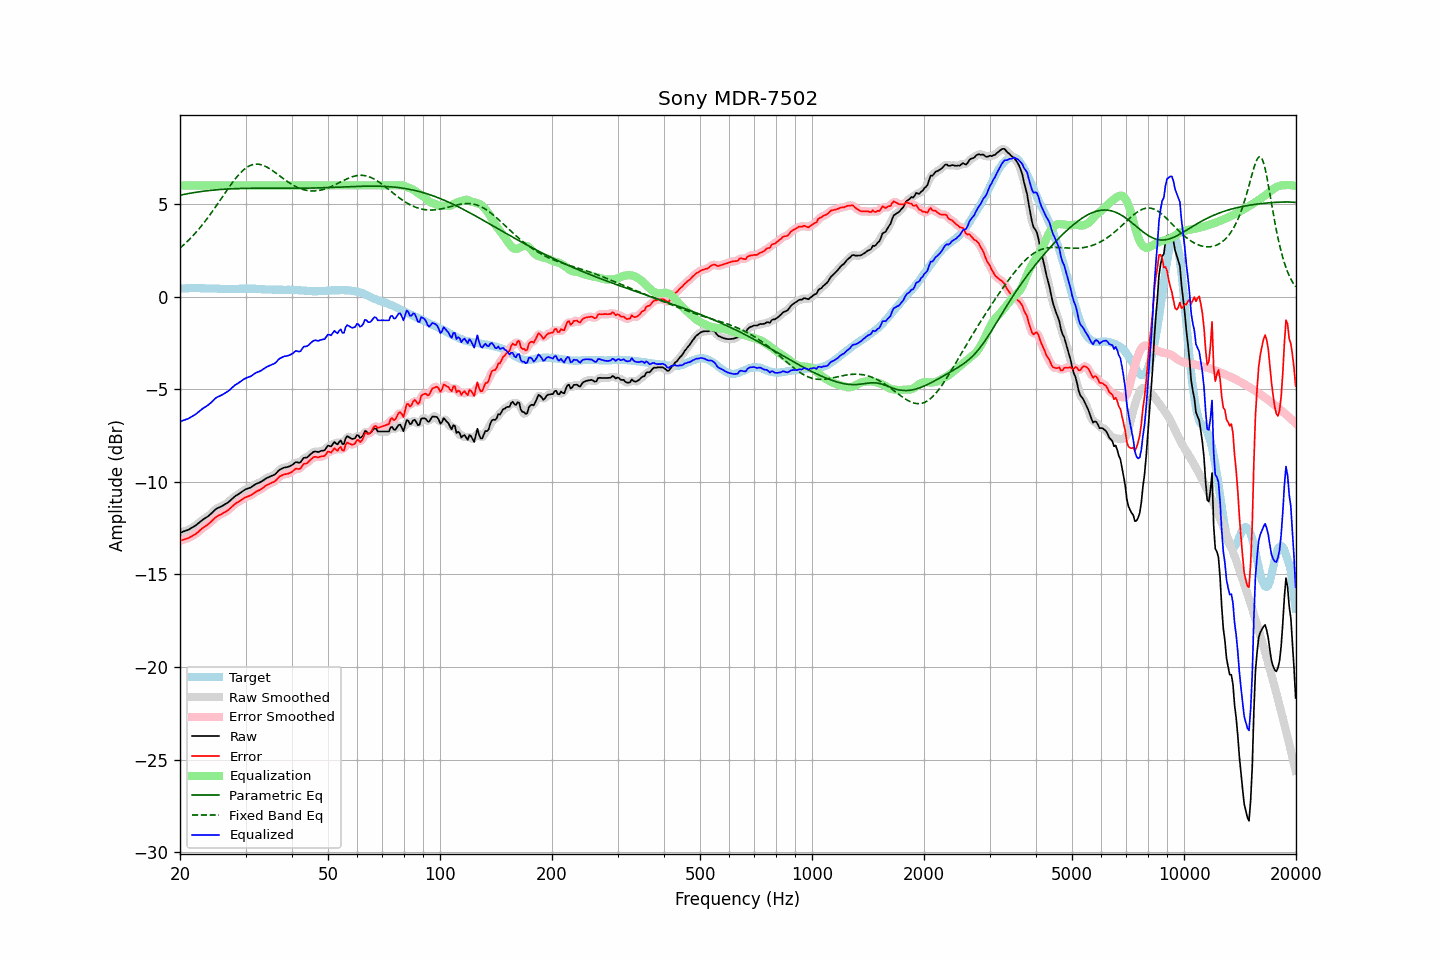 Sony MDR-7502
Amplitude (dBr)
5
0
−5
−10
−15
−20
−25
−30
Target
Raw Smoothed
Error Smoothed
Raw
Error
Equalization
Parametric Eq
Fixed Band Eq
Equalized
20 50 100 200 500 1000 2000 5000 10000 20000
Frequency (Hz)